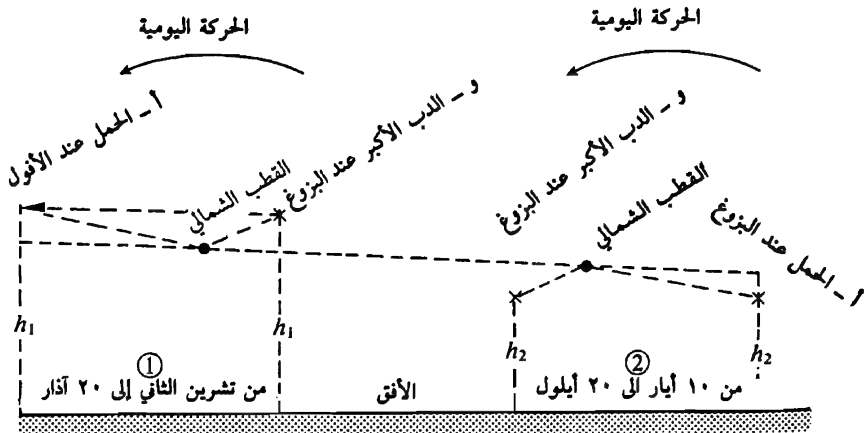 الحركة اليومية
الحركة اليومية
و ـ الدب الأكبر عند البزوغ
القطب الشمالي
أ ـ الحمل عند البزوغ
و ـ الدب الأكبر عند البزوغ
القطب الشمالي
أ ـ الحمل عند الأفول
h2
h2
h1
h1
②
من ١٠ أيار الى ٢٠ أيلول
الأفق
①
من تشرين الثاني إلى ٢٠ آذار